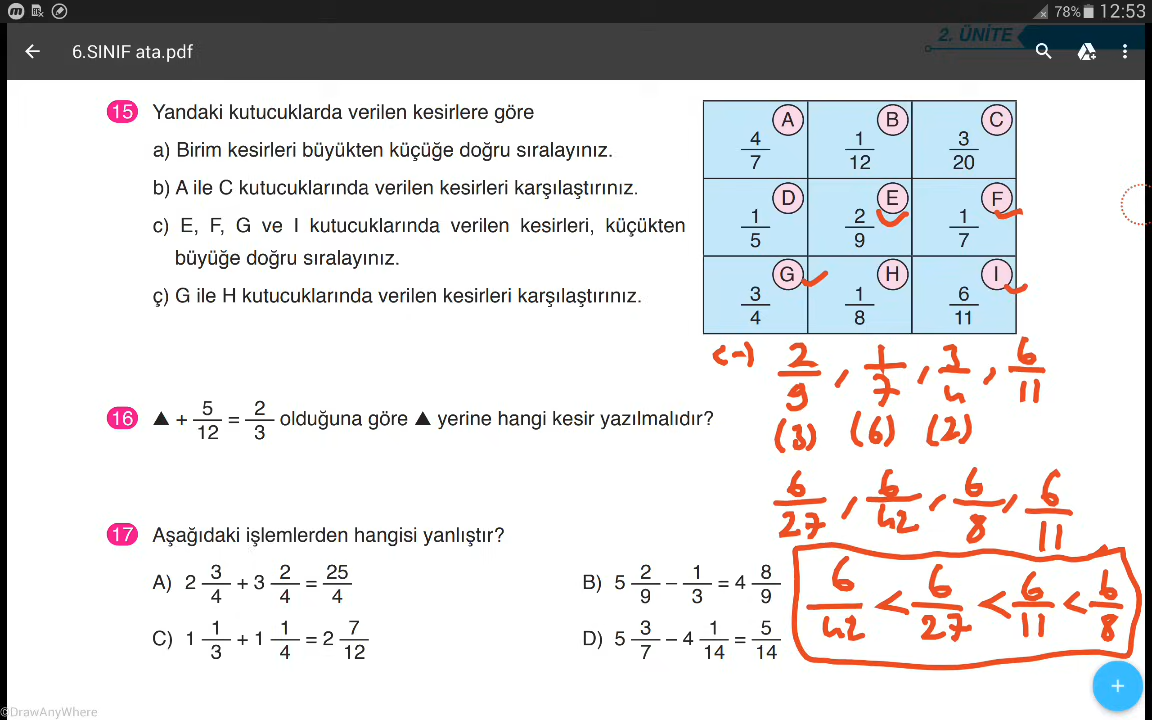 78% 12:53
6.SINIF ata.pdf
2. ÜNİTE
15 Yandaki kutucuklarda verilen kesirlere göre
a) Birim kesirleri büyükten küçüğe doğru sıralayınız.
b) A ile C kutucuklarında verilen kesirleri karşılaştırınız.
c) E, F, G ve I kutucuklarında verilen kesirleri, küçükten
büyüğe doğru sıralayınız.
ç) G ile H kutucuklarında verilen kesirleri karşılaştırınız.
A 4/7 B 1/12 C 3/20
D 1/5 E 2/9 F 1/7
G 3/4 H 1/8 I 6/11
c-) 2/9, 1/7, 3/4, 6/11
(3) (6) (2)
6/27, 6/42, 6/8, 6/11
6/42 < 6/27 < 6/11 < 6/8
16 ▲ + 5/12 = 2/3 olduğuna göre ▲ yerine hangi kesir yazılmalıdır?
17 Aşağıdaki işlemlerden hangisi yanlıştır?
A) 2 3/4 + 3 2/4 = 25/4
B) 5 2/9 − 1/3 = 4 8/9
C) 1 1/3 + 1 1/4 = 2 7/12
D) 5 3/7 − 4 1/14 = 5/14
+
©DrawAnyWhere